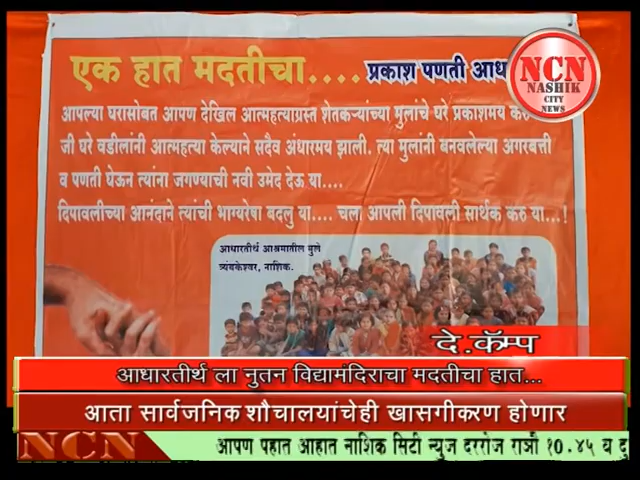 एक हात मदतीचा.... प्रकाश पणती
आपल्या घरासोबत आपण देखिल आत्महत्याग्रस्त शेतकऱ्यांच्या मुलांचे घरे प्रकाशमय
जी घरे वडीलांनी आत्महत्या केल्याने सदैव अंधारमय झाली. त्या मुलांनी बनवलेल्या अगरबत्ती
व पणती घेऊन त्यांना जगण्याची नवी उमेद देऊ या....
दिपावलीच्या आनंदाने त्यांची भाग्यरेषा बदलु या.... चला आपली दिपावली सार्थक करु या...!
आधारतीर्थ आश्रमातील मुले
त्र्यंबकेश्वर, नाशिक.
NCN
NASHIK
CITY
NEWS
दे.कॅम्प
आधारतीर्थ ला नुतन विद्यामंदिराचा मदतीचा हात...
आता सार्वजनिक शौचालयांचेही खासगीकरण होणार
NCN
आपण पहात आहात नाशिक सिटी न्युज दररोज रात्री १०.४५ व दु